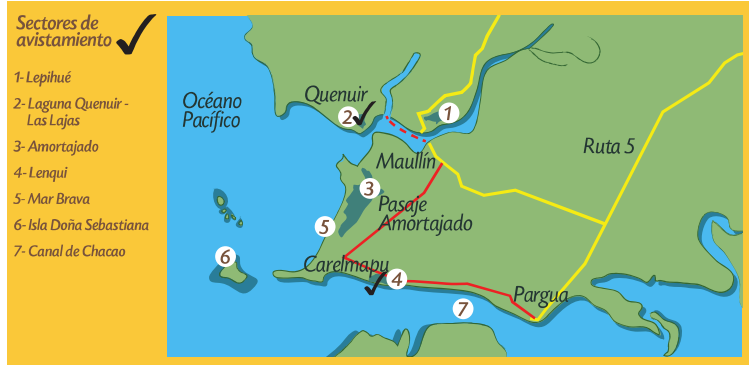 Sectores de
avistamiento
1- Lepihué
2- Laguna Quenuir -
Las Lajas
3- Amortajado
4- Lenqui
5- Mar Brava
6- Isla Doña Sebastiana
7- Canal de Chacao
Océano
Pacífico
Quenuir
2
1
Ruta 5
Maullín
3
Pasaje
Amortajado
5
6
Carelmapu
4
Pargua
7